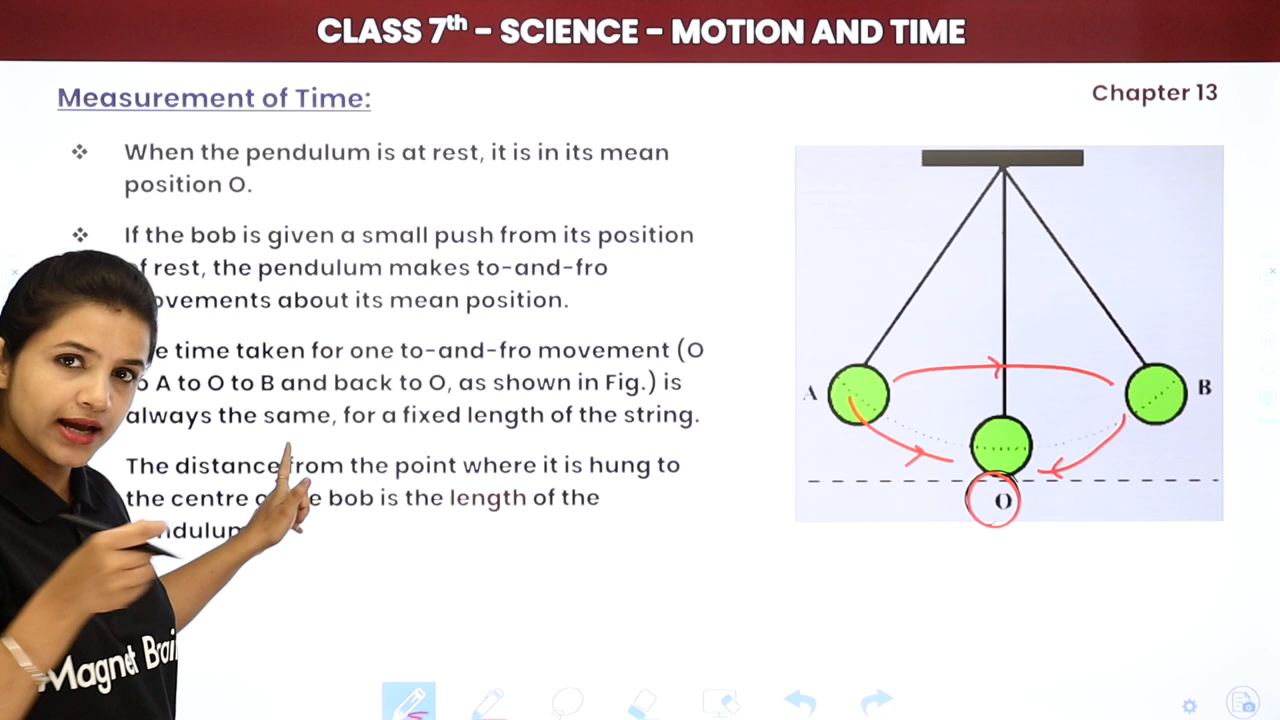 CLASS 7th - SCIENCE - MOTION AND TIME
Measurement of Time:
Chapter 13
❖ When the pendulum is at rest, it is in its mean
position O.
❖ If the bob is given a small push from its position
f rest, the pendulum makes to-and-fro
ovements about its mean position.
e time taken for one to-and-fro movement (O
A to O to B and back to O, as shown in Fig.) is
always the same, for a fixed length of the string.
The distance from the point where it is hung to
the centre bob is the length of the
ndulu
A
B
O
Magnet Brai